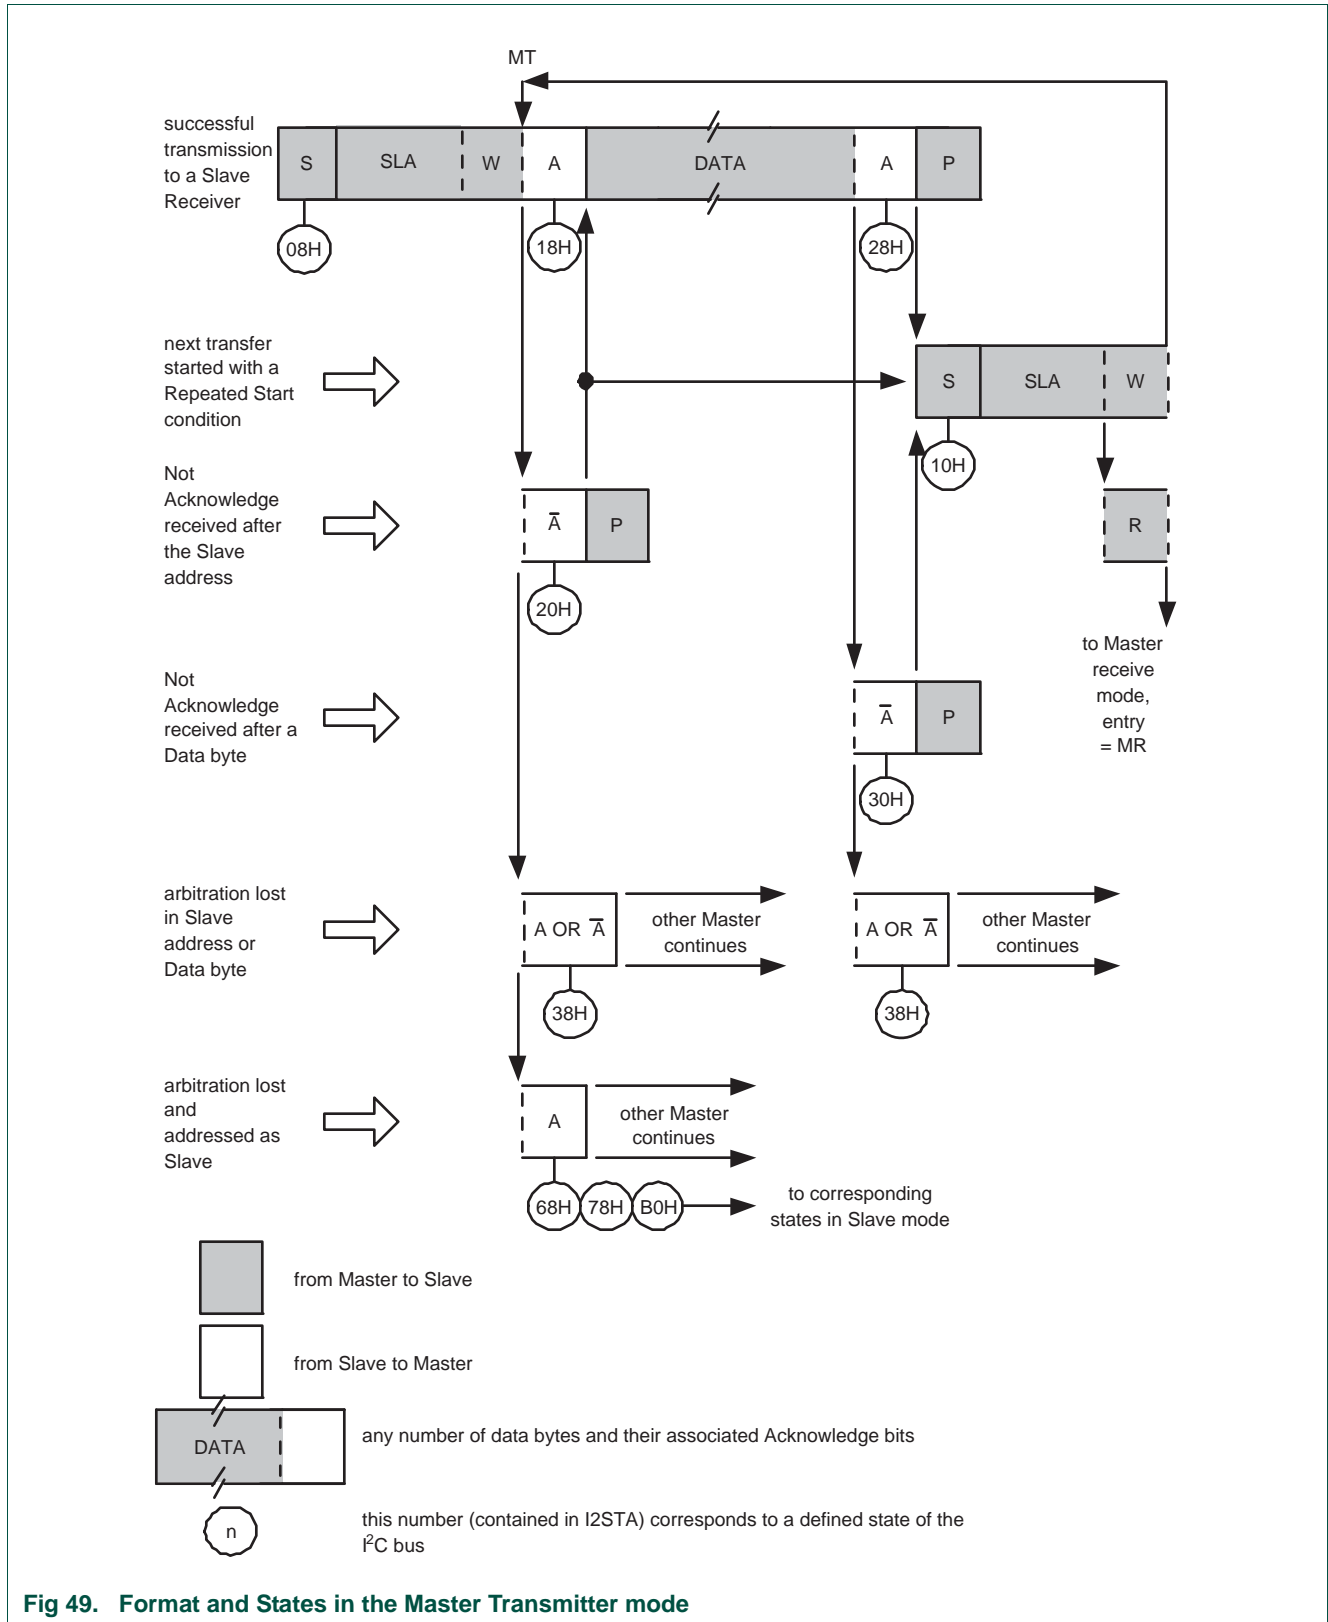 MT
successful
transmission
to a Slave
Receiver
S SLA W A DATA A P
08H 18H 28H
next transfer
started with a
Repeated Start
condition
S SLA W
10H
Not
Acknowledge
received after
the Slave
address
A̅ P
R
20H
to Master
receive
mode,
entry
= MR
Not
Acknowledge
received after a
Data byte
A̅ P
30H
arbitration lost
in Slave
address or
Data byte
A OR A̅
other Master
continues
A OR A̅
other Master
continues
38H 38H
arbitration lost
and
addressed as
Slave
A
other Master
continues
68H 78H B0H
to corresponding
states in Slave mode
from Master to Slave
from Slave to Master
DATA
any number of data bytes and their associated Acknowledge bits
n
this number (contained in I2STA) corresponds to a defined state of the
I²C bus
Fig 49. Format and States in the Master Transmitter mode